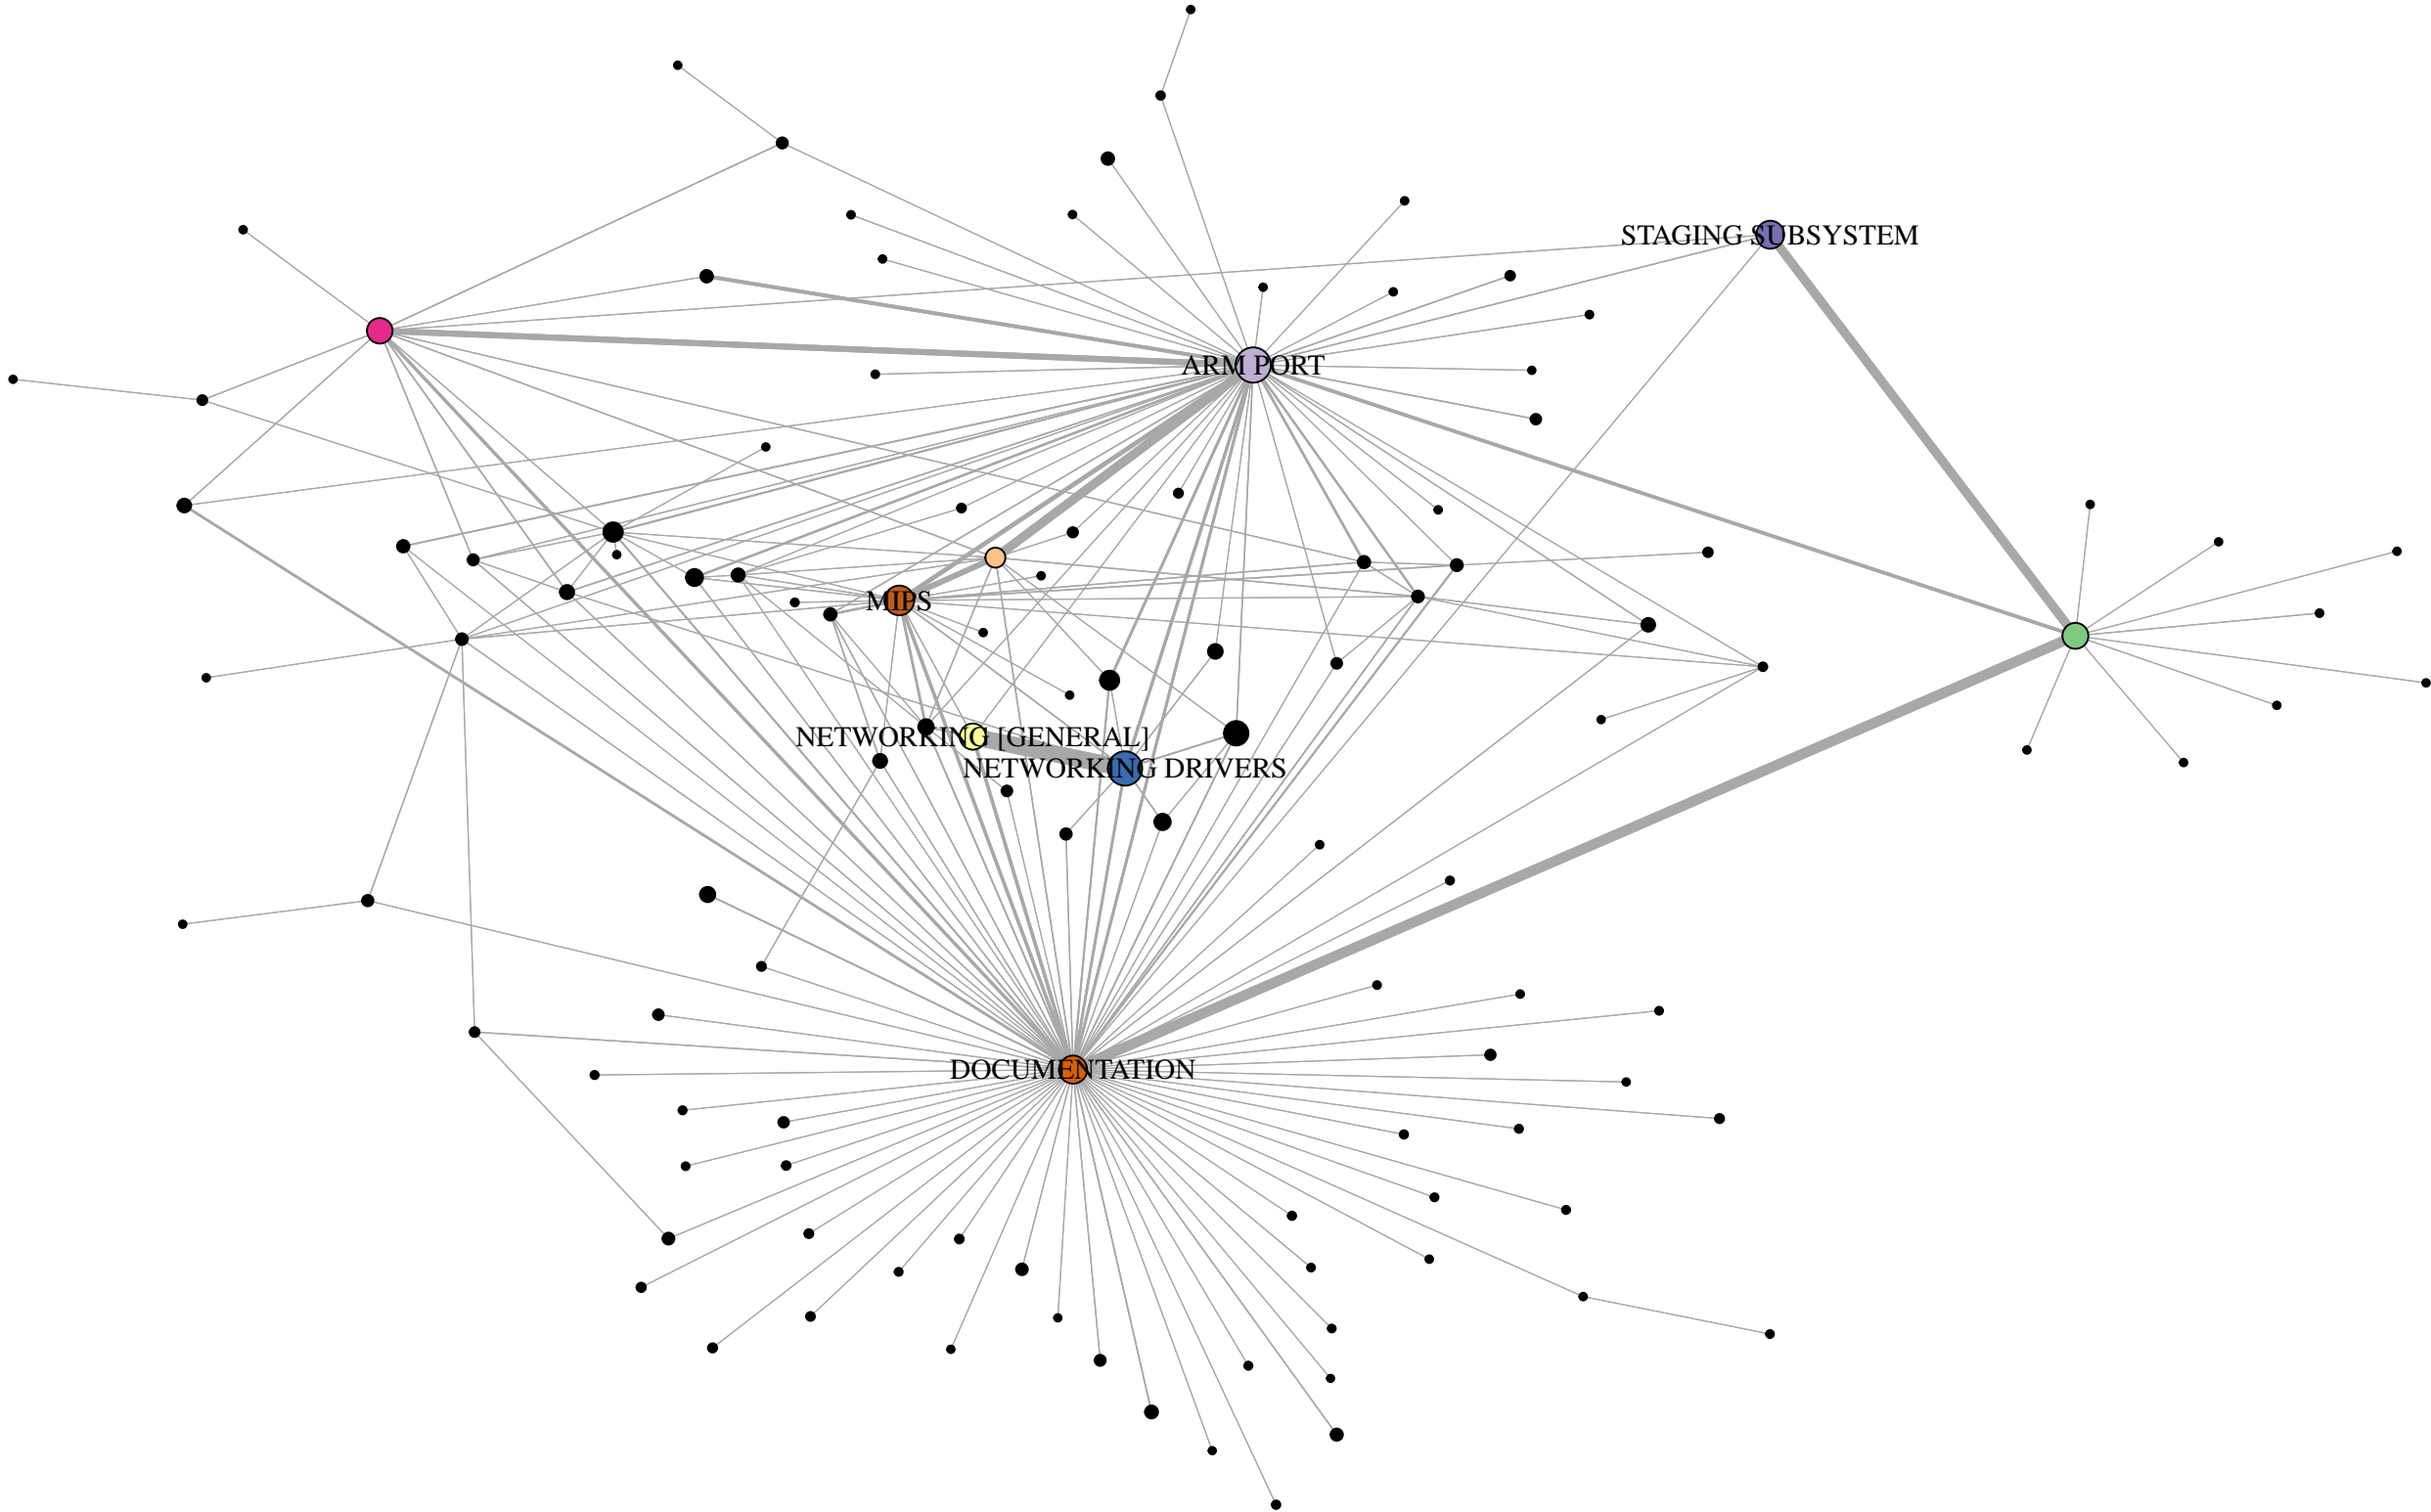 STAGING SUBSYSTEM
ARM PORT
MIPS
NETWORKING [GENERAL]
NETWORKING DRIVERS
DOCUMENTATION